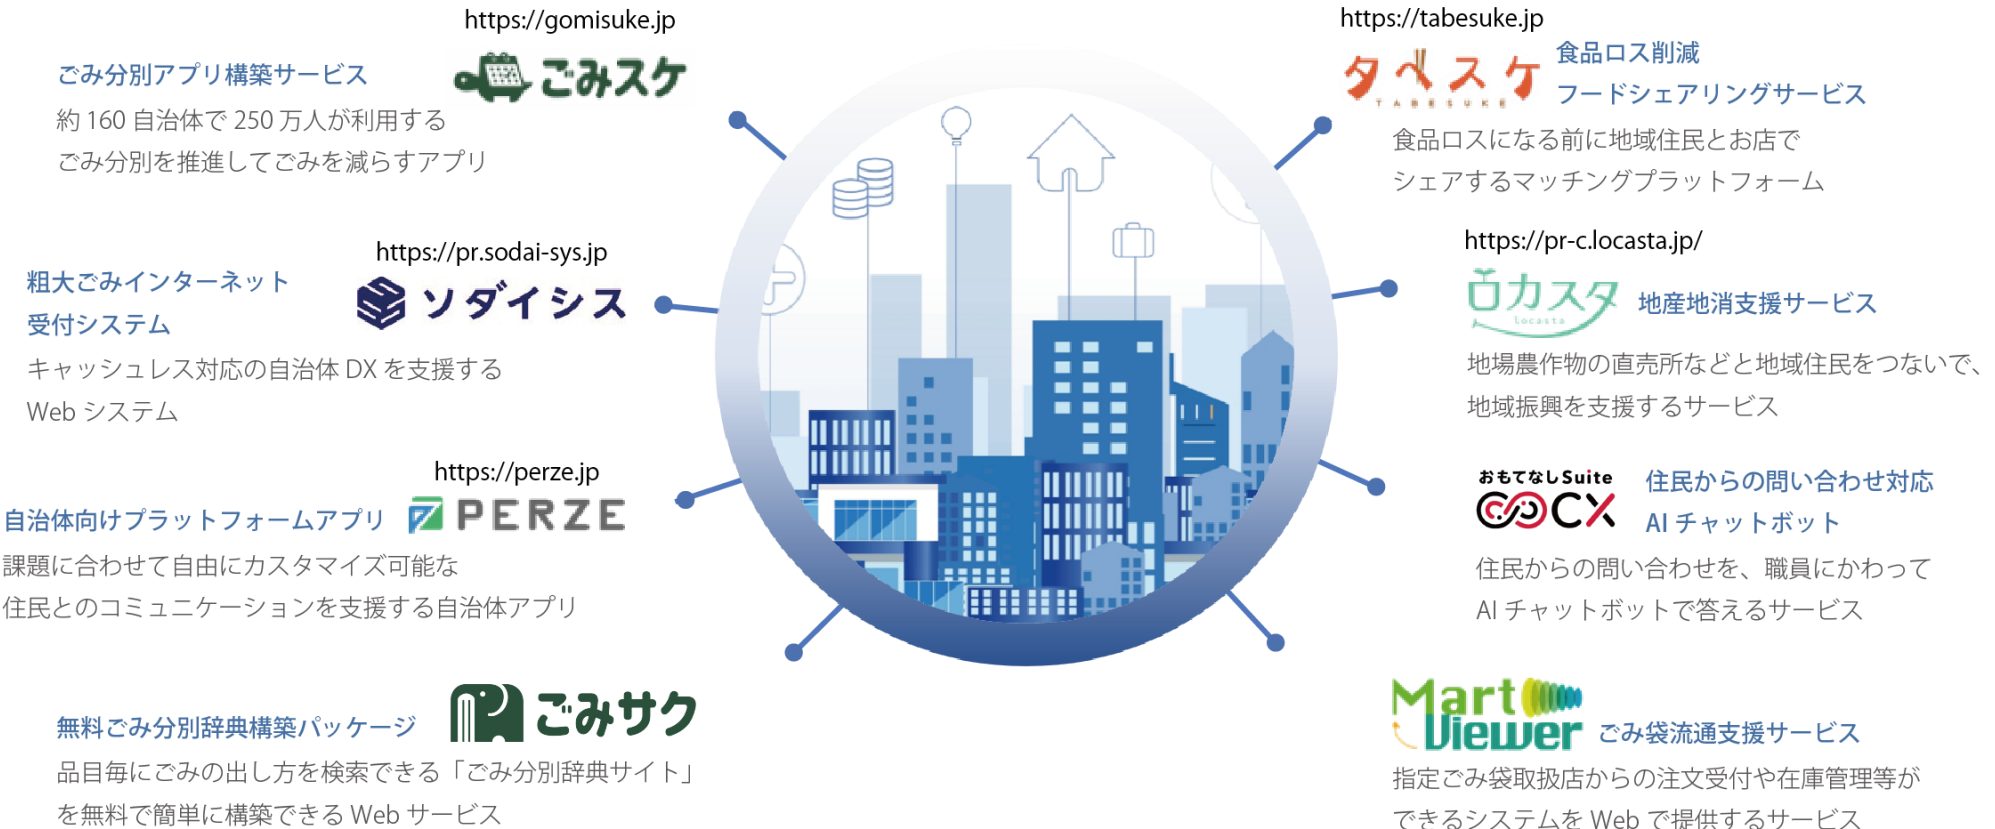 https://gomisuke.jp
ごみ分別アプリ構築サービス
ごみスケ
約 160 自治体で 250 万人が利用する
ごみ分別を推進してごみを減らすアプリ
https://pr.sodai-sys.jp
粗大ごみインターネット
受付システム
ソダイシス
キャッシュレス対応の自治体 DX を支援する
Web システム
https://perze.jp
自治体向けプラットフォームアプリ
PERZE
課題に合わせて自由にカスタマイズ可能な
住民とのコミュニケーションを支援する自治体アプリ
無料ごみ分別辞典構築パッケージ
ごみサク
品目毎にごみの出し方を検索できる「ごみ分別辞典サイト」
を無料で簡単に構築できる Web サービス
https://tabesuke.jp
タベスケ
TABESUKE
食品ロス削減
フードシェアリングサービス
食品ロスになる前に地域住民とお店で
シェアするマッチングプラットフォーム
https://pr-c.locasta.jp/
ロカスタ
Locasta
地産地消支援サービス
地場農作物の直売所などと地域住民をつないで、
地域振興を支援するサービス
おもてなしSuite
CX
住民からの問い合わせ対応
AI チャットボット
住民からの問い合わせを、職員にかわって
AI チャットボットで答えるサービス
Mart
Viewer
ごみ袋流通支援サービス
指定ごみ袋取扱店からの注文受付や在庫管理等が
できるシステムを Web で提供するサービス